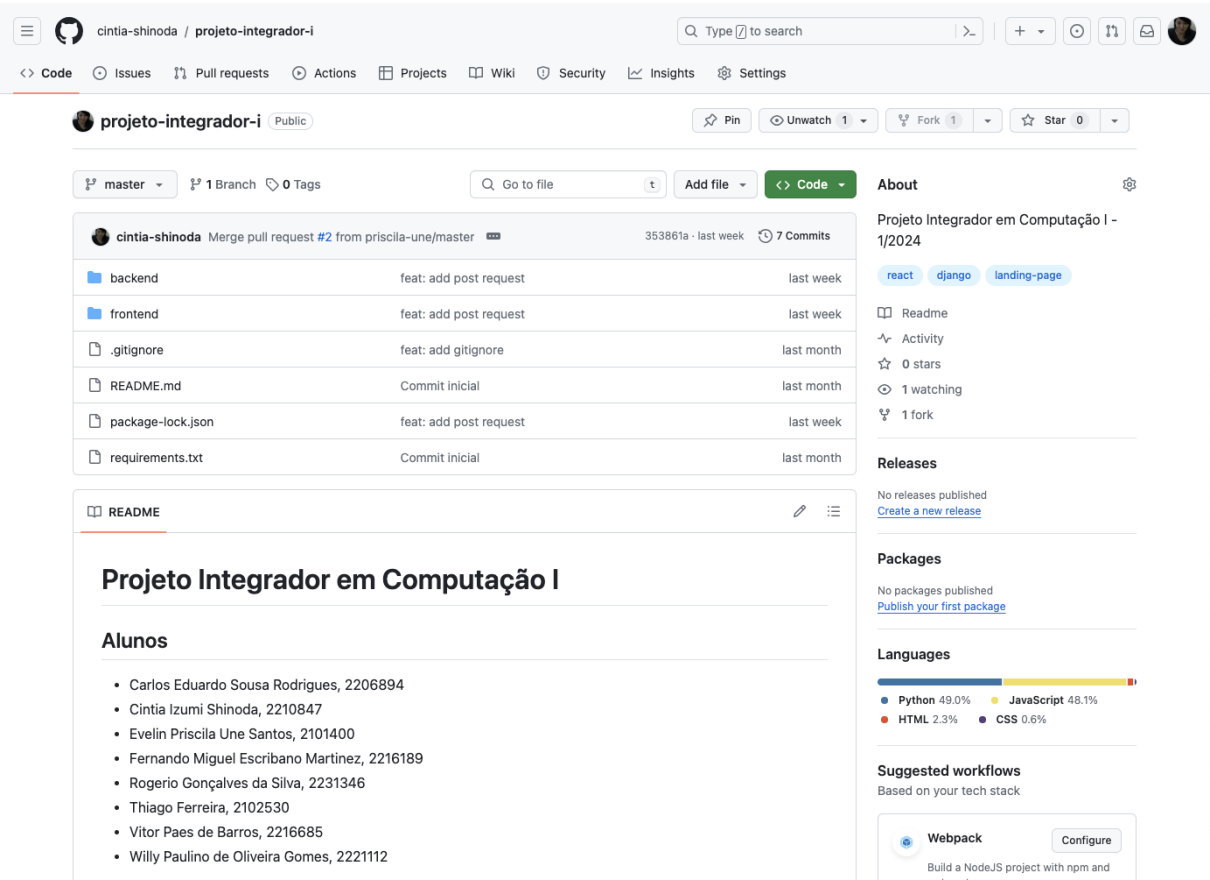 cintia-shinoda / projeto-integrador-i
Type / to search
Code Issues Pull requests Actions Projects Wiki Security Insights Settings
projeto-integrador-i Public
Pin Unwatch 1 Fork 1 Star 0
master 1 Branch 0 Tags
Go to file t Add file Code
cintia-shinoda Merge pull request #2 from priscila-une/master 353861a · last week 7 Commits
backend feat: add post request last week
frontend feat: add post request last week
.gitignore feat: add gitignore last month
README.md Commit inicial last month
package-lock.json feat: add post request last week
requirements.txt Commit inicial last month
README
Projeto Integrador em Computação I
Alunos
• Carlos Eduardo Sousa Rodrigues, 2206894
• Cintia Izumi Shinoda, 2210847
• Evelin Priscila Une Santos, 2101400
• Fernando Miguel Escribano Martinez, 2216189
• Rogerio Gonçalves da Silva, 2231346
• Thiago Ferreira, 2102530
• Vitor Paes de Barros, 2216685
• Willy Paulino de Oliveira Gomes, 2221112
About
Projeto Integrador em Computação I -
1/2024
react django landing-page
Readme
Activity
0 stars
1 watching
1 fork
Releases
No releases published
Create a new release
Packages
No packages published
Publish your first package
Languages
Python 49.0% JavaScript 48.1%
HTML 2.3% CSS 0.6%
Suggested workflows
Based on your tech stack
Webpack Configure
Build a NodeJS project with npm and